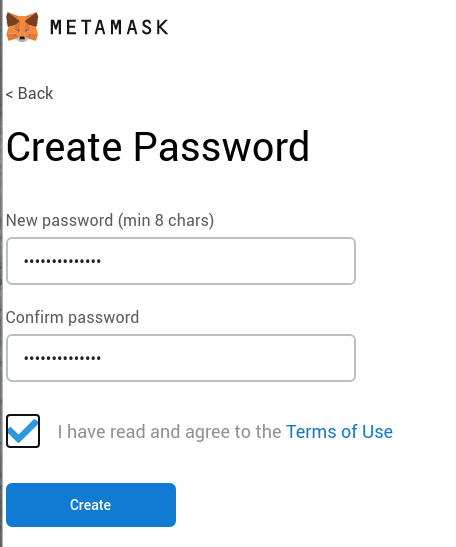 METAMASK
< Back
Create Password
New password (min 8 chars)
••••••••••••••
Confirm password
••••••••••••••
I have read and agree to the Terms of Use
Create